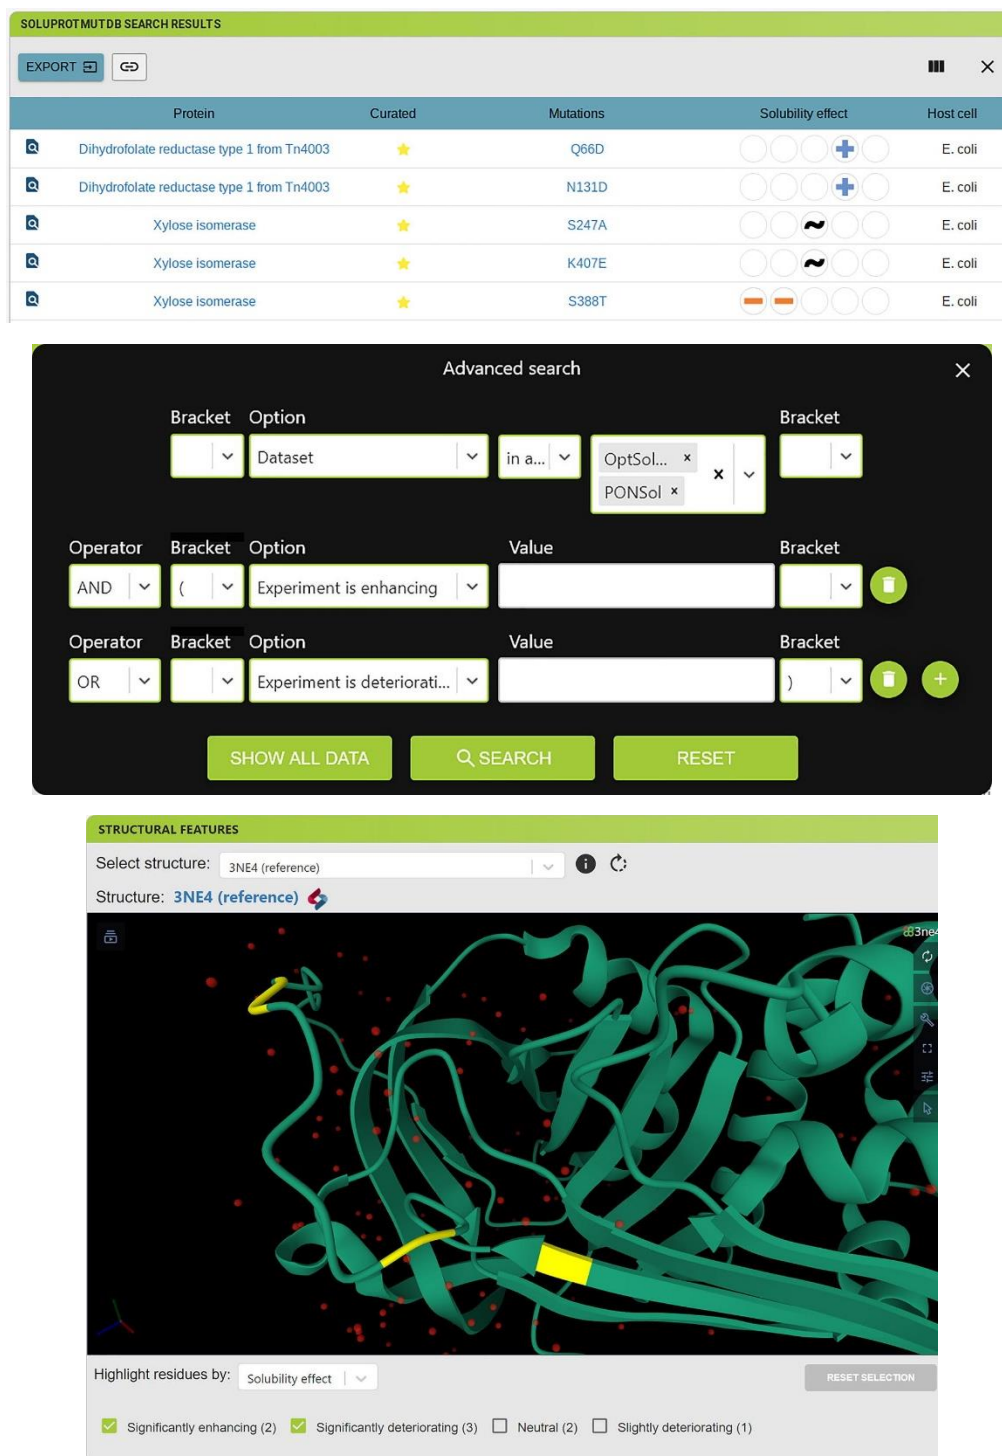 SOLUPROTMUTDB SEARCH RESULTS
EXPORT
Protein Curated Mutations Solubility effect Host cell
Dihydrofolate reductase type 1 from Tn4003 Q66D E. coli
Dihydrofolate reductase type 1 from Tn4003 N131D E. coli
Xylose isomerase S247A E. coli
Xylose isomerase K407E E. coli
Xylose isomerase S388T E. coli
Advanced search
Bracket Option Bracket
Dataset in a... OptSol... ×
PONSol ×
Operator Bracket Option Value Bracket
AND ( Experiment is enhancing
Operator Bracket Option Value Bracket
OR Experiment is deteriorati... )
SHOW ALL DATA SEARCH RESET
STRUCTURAL FEATURES
Select structure: 3NE4 (reference)
Structure: 3NE4 (reference)
3ne4
Highlight residues by: Solubility effect RESET SELECTION
Significantly enhancing (2) Significantly deteriorating (3) Neutral (2) Slightly deteriorating (1)